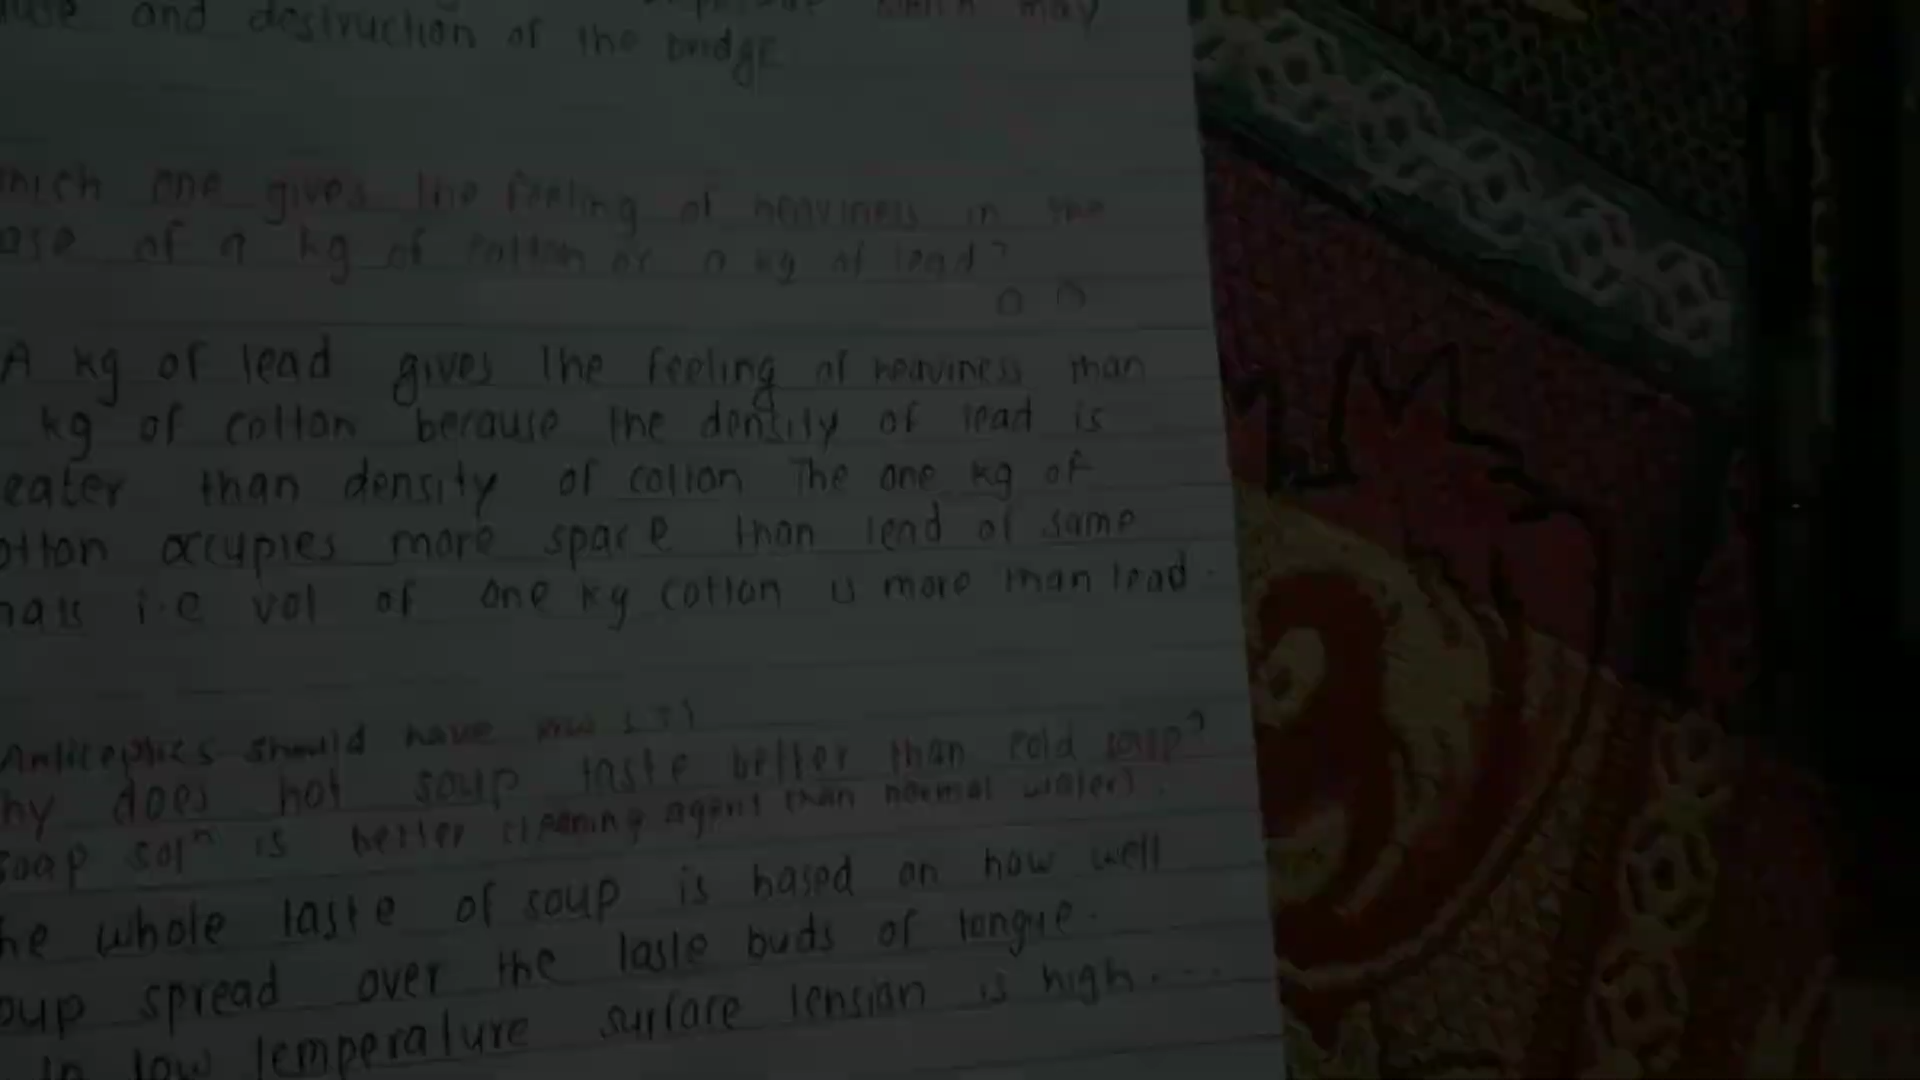 and destruction of the bridge.
which may
one gives the feeling of heaviness in the
of a kg of cotton or a kg of lead?
A kg of lead gives the feeling of heaviness than
kg of cotton because the density of lead is
eater than density of cotton The one kg of
otton occupies more space than lead of same
mass i.e vol of one kg cotton is more than lead.
Anticeptics should have low S.T?
hy does hot soup taste better than cold soup?
soap solⁿ is better cleaning agent than normal water).
he whole taste of soup is based on how well
oup spread over the taste buds of tongue.
In low temperature surface tension is high....